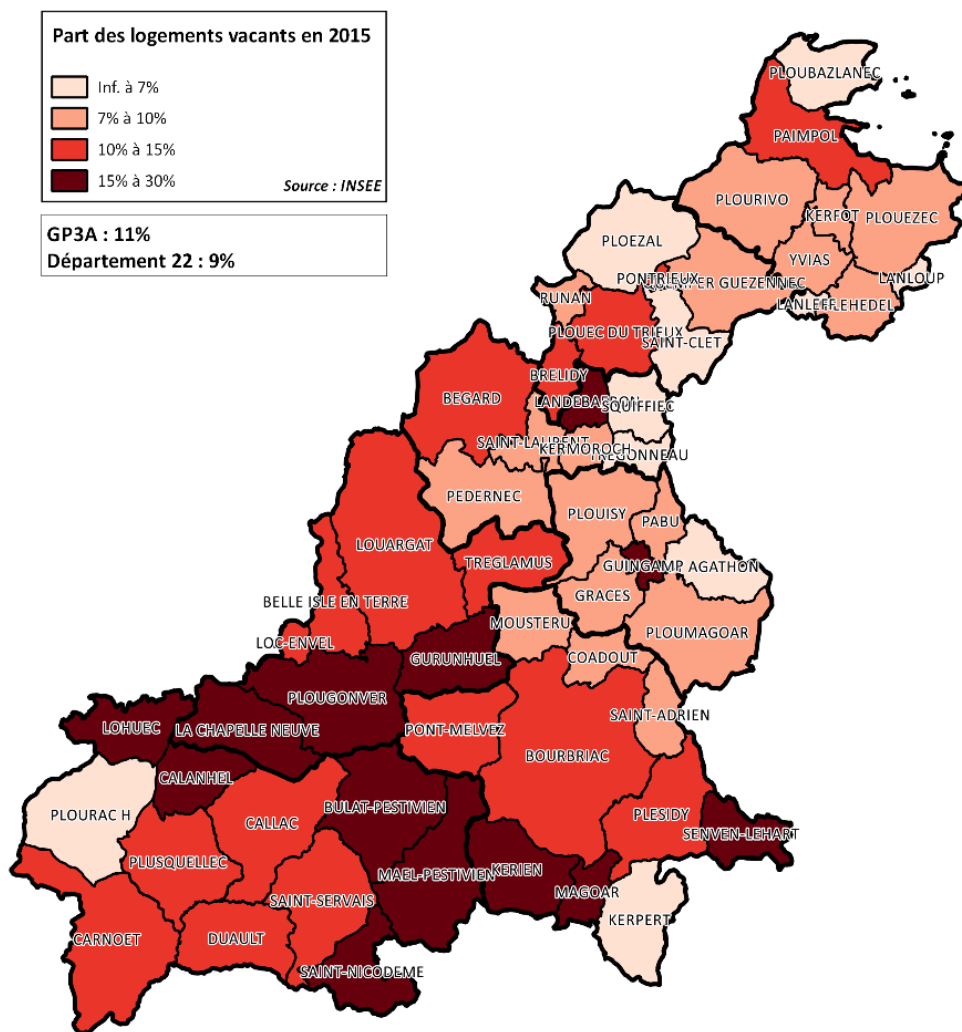 Part des logements vacants en 2015
Inf. à 7%
7% à 10%
10% à 15%
15% à 30%
Source : INSEE
GP3A : 11%
Département 22 : 9%
PLOUBAZLANEC
PAIMPOL
PLOURIVO
KERFOT
PLOUEZEC
PLOEZAL
YVIAS
LANLOUP
PONTRIEUX
GUEZENNEC
RUNAN
LANLEFF
LEHEDEL
PLOUEC DU TRIEUX
SAINT-CLET
BRELIDY
BEGARD
LANDEBAERON
SQUIFFIEC
SAINT-LAURENT
KERMOROCH
TREGONNEAU
PEDERNEC
PLOUISY
PABU
LOUARGAT
TREGLAMUS
GUINGAMP
AGATHON
GRACES
BELLE ISLE EN TERRE
MOUSTERU
PLOUMAGOAR
LOC-ENVEL
GURUNHUEL
COADOUT
PLOUGONVER
SAINT-ADRIEN
LOHUEC
LA CHAPELLE NEUVE
PONT-MELVEZ
BOURBRIAC
CALANHEL
BULAT-PESTIVIEN
PLOURAC H
CALLAC
PLESIDY
SENVEN-LEHART
PLUSQUELLEC
MAEL-PESTIVIEN
KERIEN
MAGOAR
SAINT-SERVAIS
KERPERT
CARNOET
DUAULT
SAINT-NICODEME